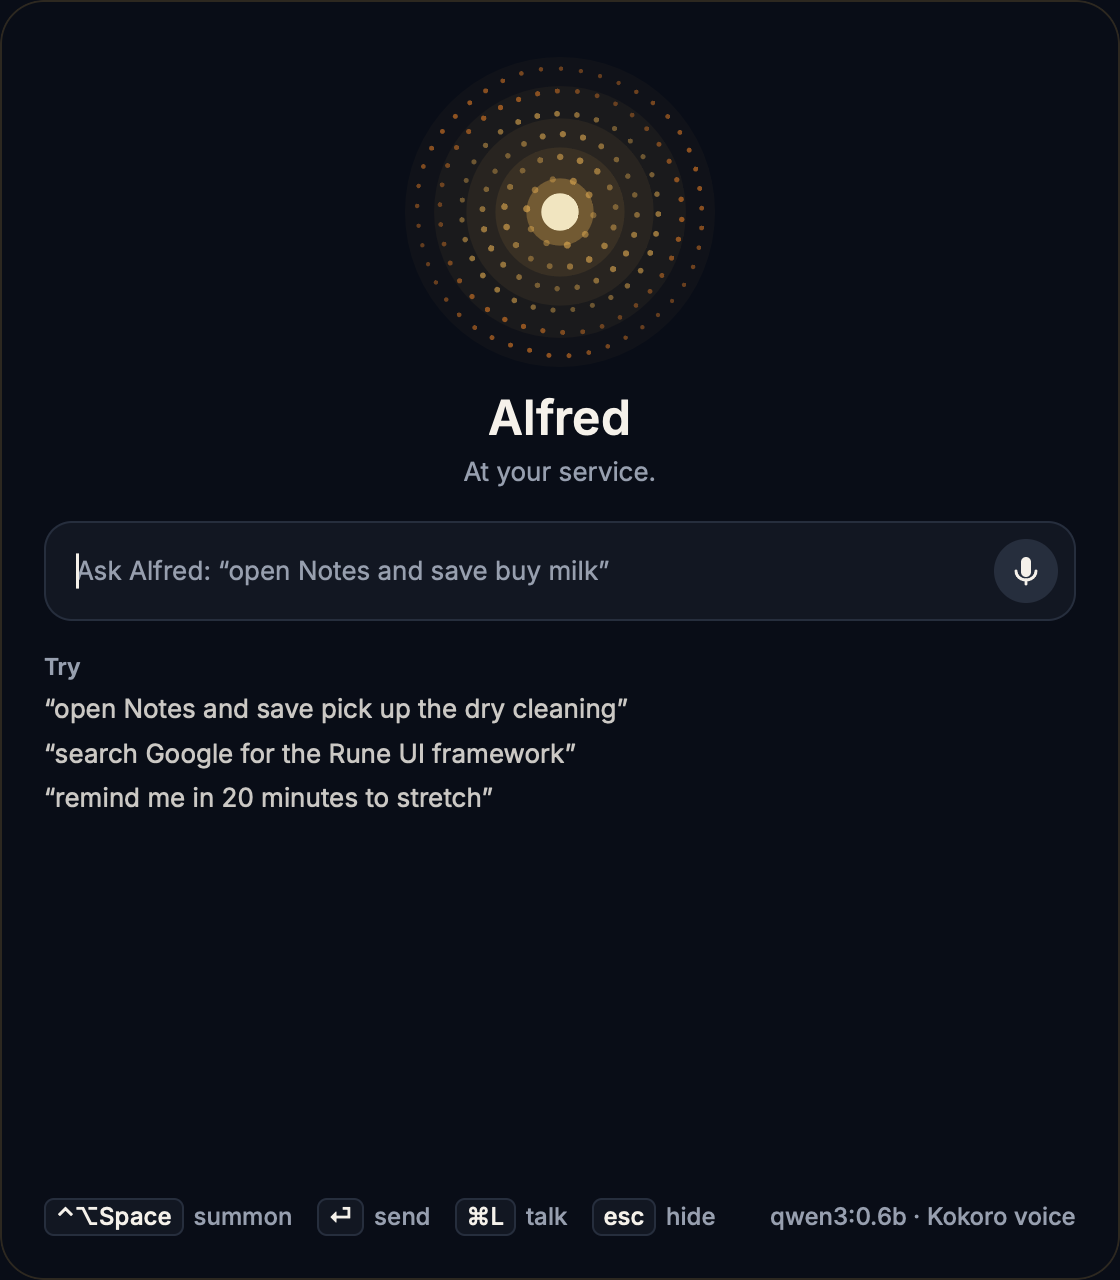 Alfred
At your service.
Ask Alfred: “open Notes and save buy milk”
Try
“open Notes and save pick up the dry cleaning”
“search Google for the Rune UI framework”
“remind me in 20 minutes to stretch”
⌃⌥Space summon ⏎ send ⌘L talk esc hide qwen3:0.6b · Kokoro voice